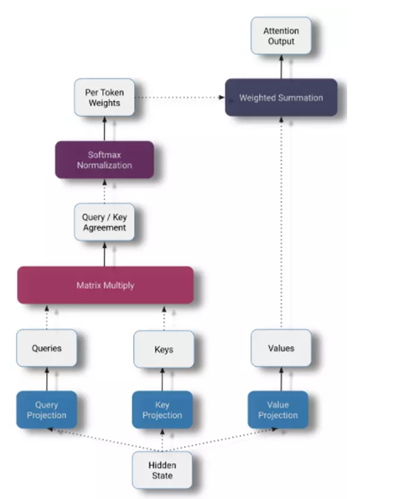 Attention
Output
Per Token
Weights
Weighted Summation
Softmax
Normalization
Query / Key
Agreement
Matrix Multiply
Queries
Keys
Values
Query
Projection
Key
Projection
Value
Projection
Hidden
State